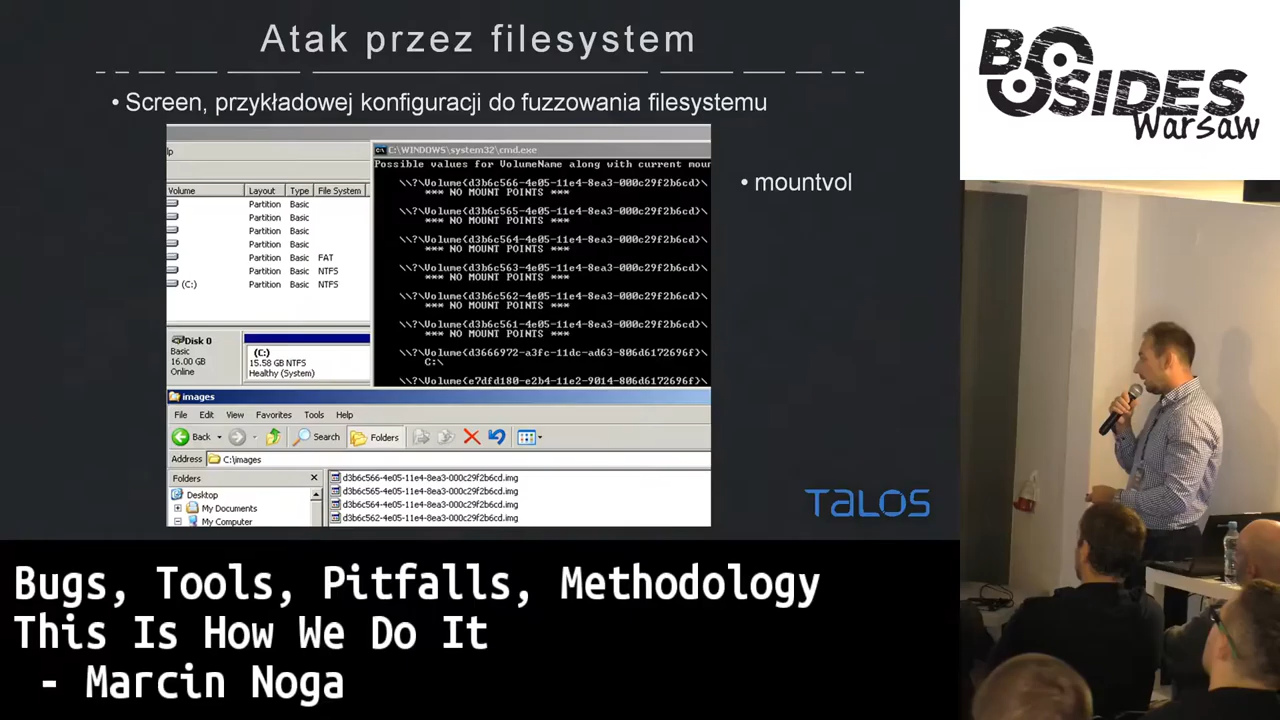 Atak przez filesystem
• Screen, przykładowej konfiguracji do fuzzowania filesystemu
lp
Volume Layout Type File System
Partition Basic
Partition Basic
Partition Basic
Partition Basic
Partition Basic FAT
Partition Basic NTFS
(C:) Partition Basic NTFS
Disk 0
Basic
16.00 GB
Online
(C:)
15.58 GB NTFS
Healthy (System)
C:\WINDOWS\system32\cmd.exe
Possible values for VolumeName along with current moun
\\?\Volume{d3b6c566-4e05-11e4-8ea3-000c29f2b6cd}\
*** NO MOUNT POINTS ***
\\?\Volume{d3b6c565-4e05-11e4-8ea3-000c29f2b6cd}\
*** NO MOUNT POINTS ***
\\?\Volume{d3b6c564-4e05-11e4-8ea3-000c29f2b6cd}\
*** NO MOUNT POINTS ***
\\?\Volume{d3b6c563-4e05-11e4-8ea3-000c29f2b6cd}\
*** NO MOUNT POINTS ***
\\?\Volume{d3b6c562-4e05-11e4-8ea3-000c29f2b6cd}\
*** NO MOUNT POINTS ***
\\?\Volume{d3b6c561-4e05-11e4-8ea3-000c29f2b6cd}\
*** NO MOUNT POINTS ***
\\?\Volume{d3666972-a3fc-11dc-ad63-806d6172696f}\
C:\
\\?\Volume{e7dfd180-e2b4-11e2-9014-806d6172696f}\
• mountvol
images
File Edit View Favorites Tools Help
Back Search Folders
Address C:\images
Folders X
Desktop
My Documents
My Computer
d3b6c566-4e05-11e4-8ea3-000c29f2b6cd.img
d3b6c565-4e05-11e4-8ea3-000c29f2b6cd.img
d3b6c564-4e05-11e4-8ea3-000c29f2b6cd.img
d3b6c562-4e05-11e4-8ea3-000c29f2b6cd.img
TALOS
BSIDES
Warsaw
Bugs, Tools, Pitfalls, Methodology
This Is How We Do It
- Marcin Noga